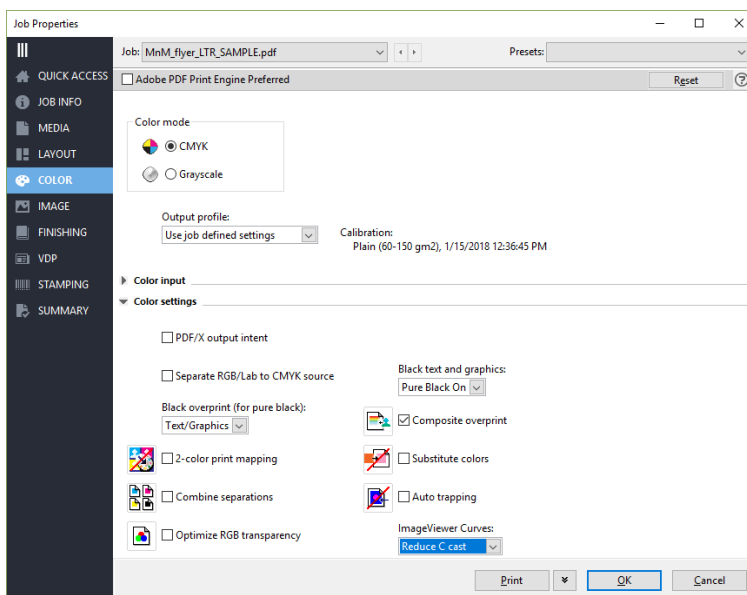 Job Properties
Job: MnM_flyer_LTR_SAMPLE.pdf Presets:
QUICK ACCESS
JOB INFO
MEDIA
LAYOUT
COLOR
IMAGE
FINISHING
VDP
STAMPING
SUMMARY
Adobe PDF Print Engine Preferred Reset ?
Color mode
CMYK
Grayscale
Output profile:
Use job defined settings
Calibration:
Plain (60-150 gm2), 1/15/2018 12:36:45 PM
Color input
Color settings
PDF/X output intent
Separate RGB/Lab to CMYK source
Black text and graphics:
Pure Black On
Black overprint (for pure black):
Text/Graphics
Composite overprint
2-color print mapping
Substitute colors
Combine separations
Auto trapping
Optimize RGB transparency
ImageViewer Curves:
Reduce C cast
Print OK Cancel